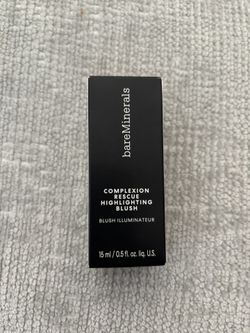 bareMinerals
COMPLEXION
RESCUE
HIGHLIGHTING
BLUSH
BLUSH ILLUMINATEUR
15 ml / 0.5 fl. oz. liq. U.S.